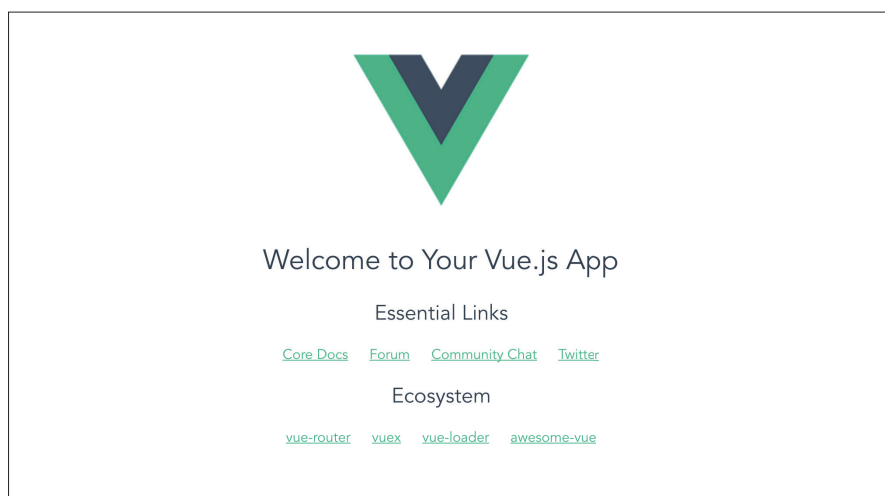 Welcome to Your Vue.js App
Essential Links
Core Docs Forum Community Chat Twitter
Ecosystem
vue-router vuex vue-loader awesome-vue